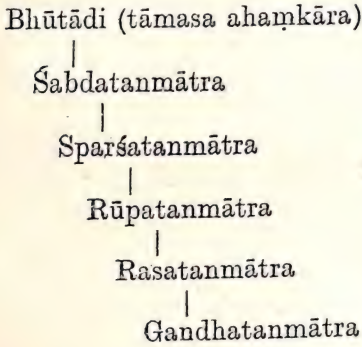 Bhūtādi (tāmasa ahaṃkāra)
Śabdatanmātra
Sparśatanmātra
Rūpatanmātra
Rasatanmātra
Gandhatanmātra